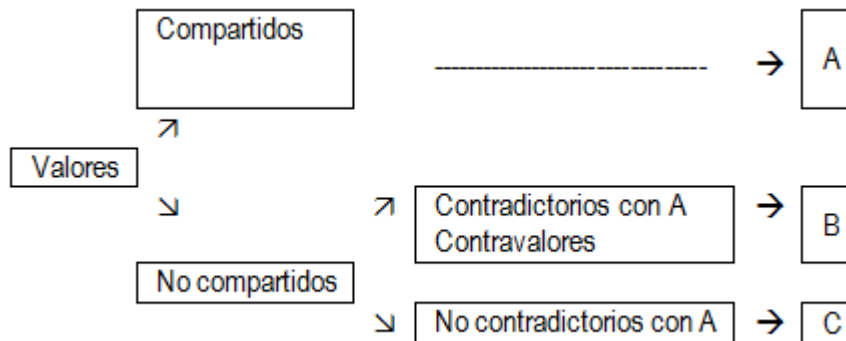 Compartidos
--------------------------------- → A
↗
Valores
↘ ↗ Contradictorios con A → B
Contravalores
No compartidos
↘ No contradictorios con A → C